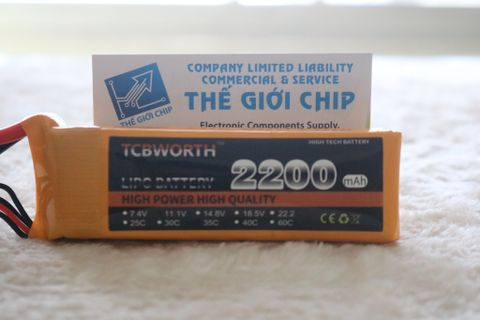 COMPANY LIMITED LIABILITY
COMMERCIAL & SERVICE
THẾ GIỚI CHIP
THẾ GIỚI CHIP
Electronic Components Supply.
TCBWORTH™
HIGH TECH BATTERY
LIPO BATTERY
2200 mAh
HIGH POWER HIGH QUALITY
7.4V 11.1V 14.8V 18.5V 22.2
25C 30C 35C 40C 60C
CE